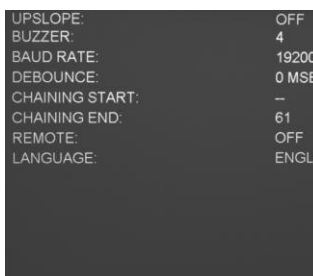 UPSLOPE: OFF
BUZZER: 4
BAUD RATE: 19200
DEBOUNCE: 0 MSE
CHAINING START: --
CHAINING END: 61
REMOTE: OFF
LANGUAGE: ENGL